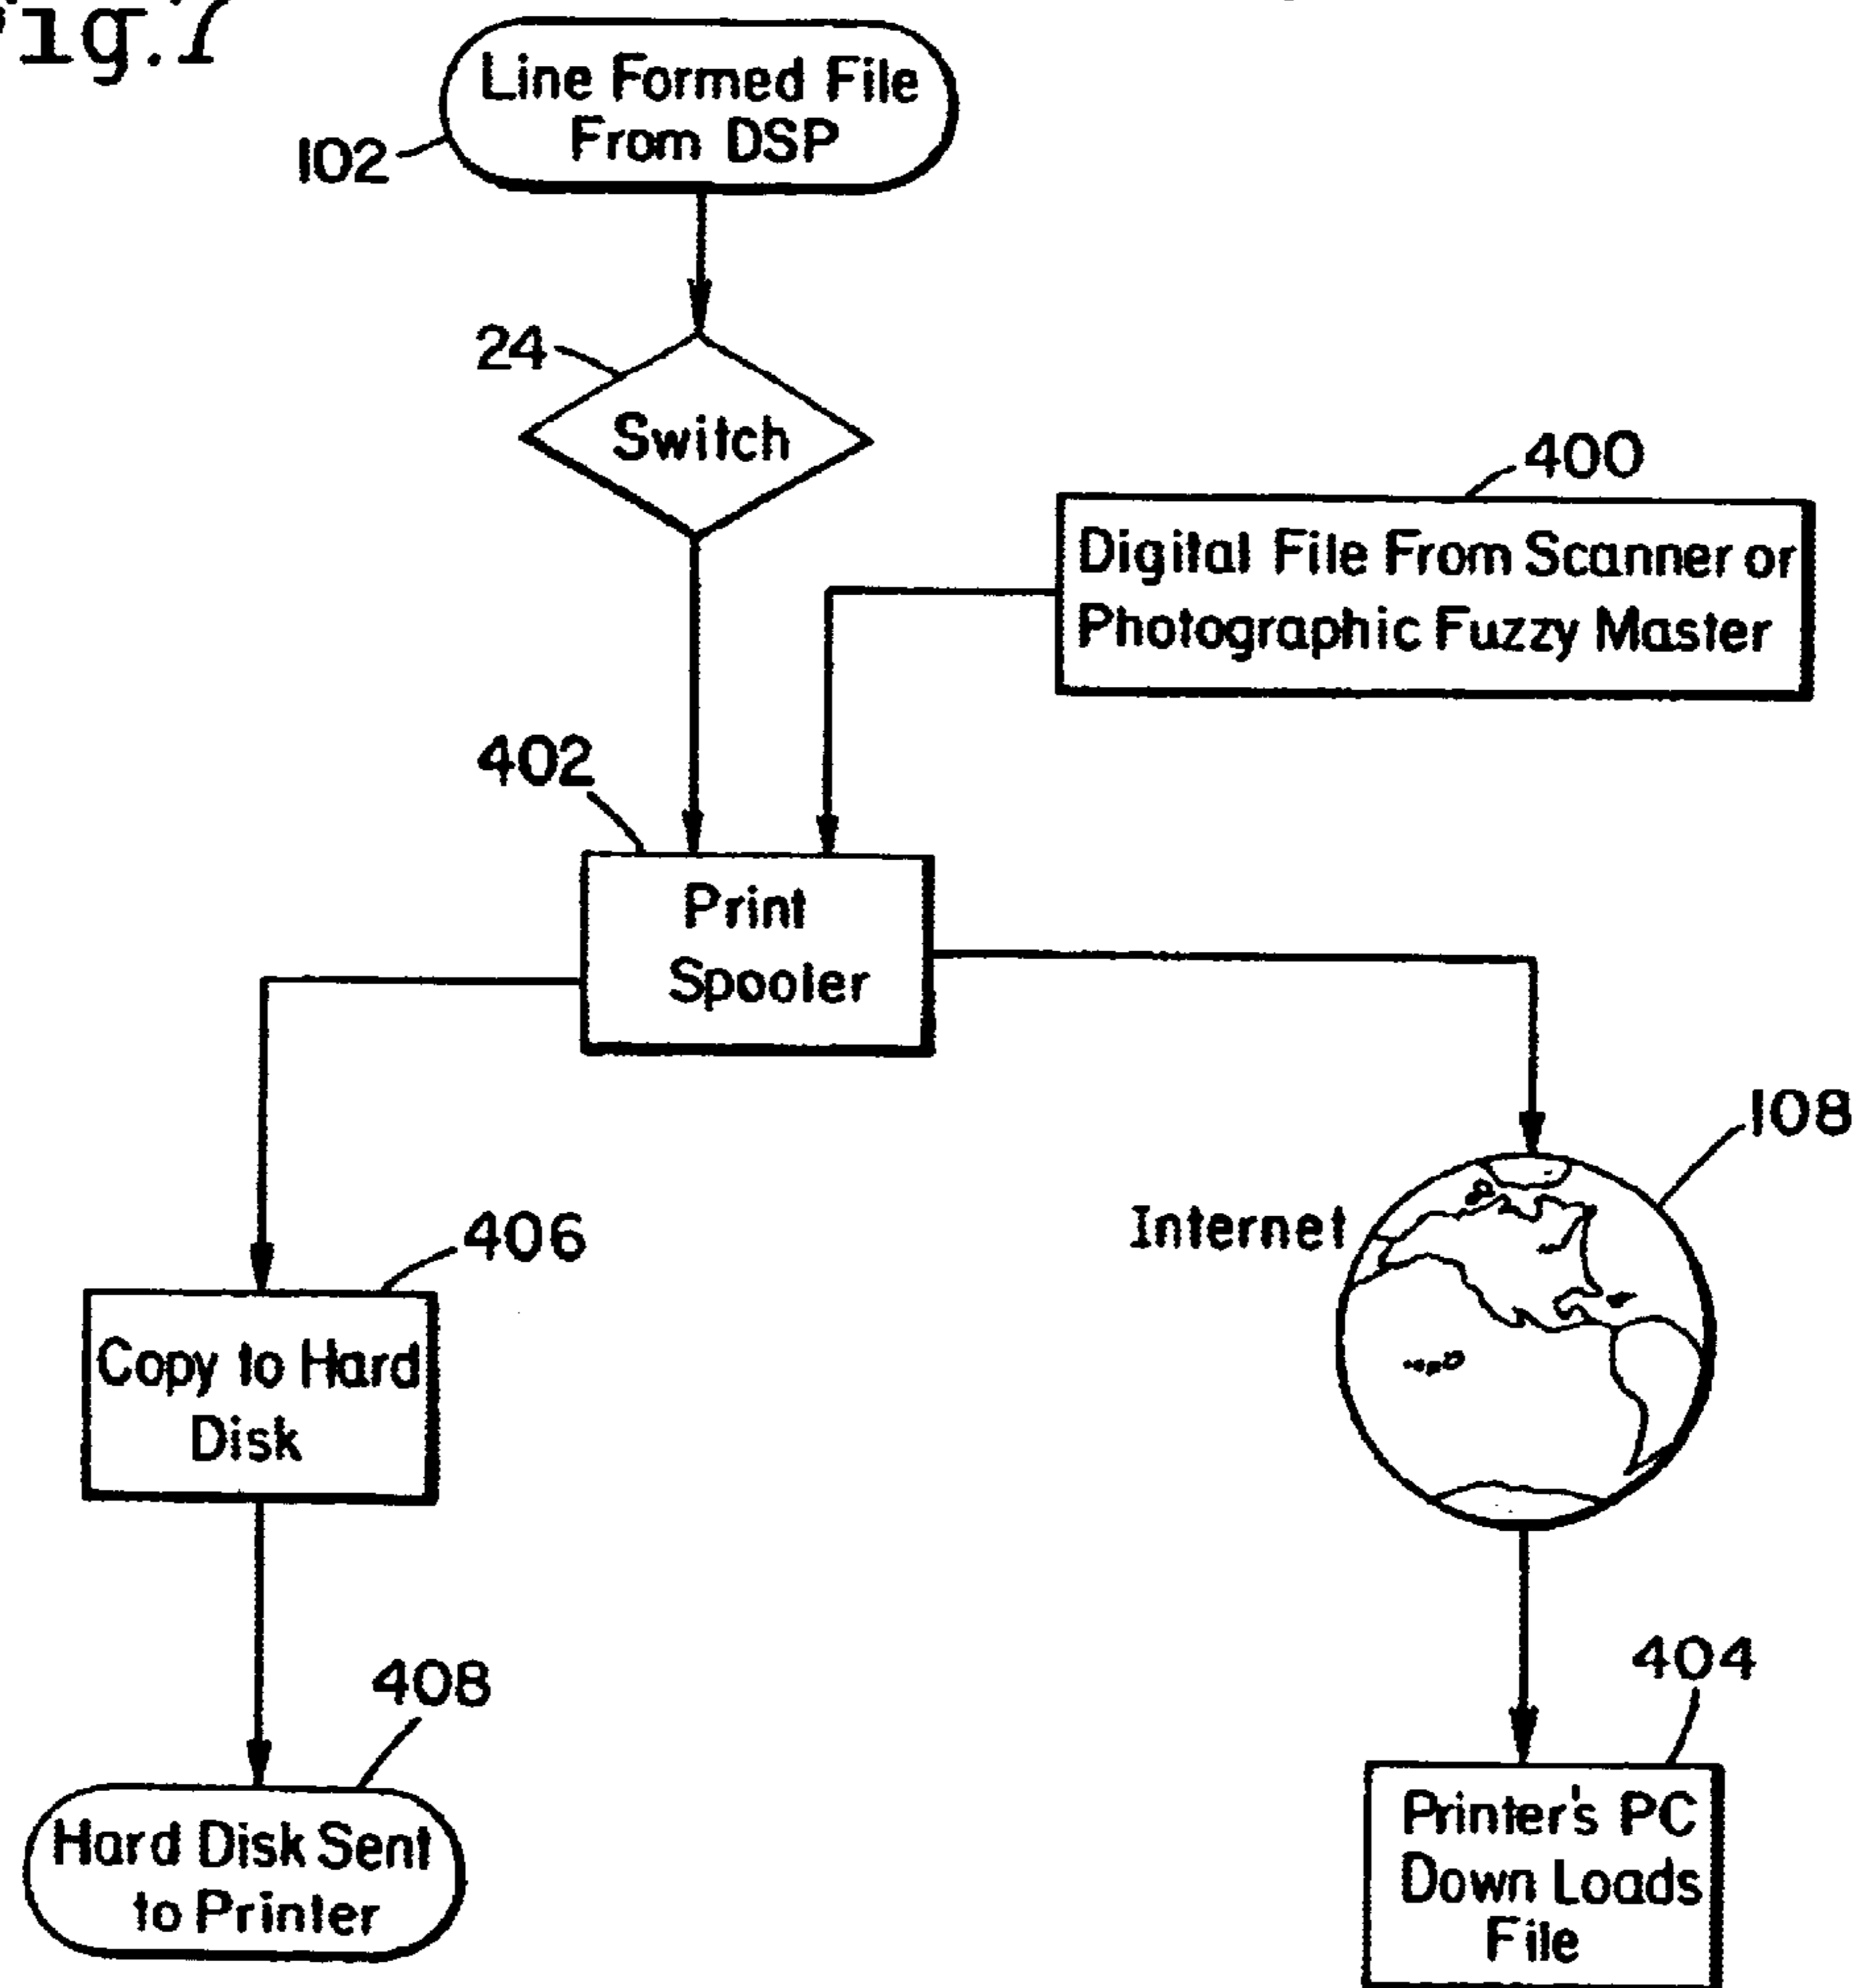 Fig.7
Line Formed File
From DSP
102
24
Switch
400
Digital File From Scanner or
Photographic Fuzzy Master
402
Print
Spooler
108
Internet
406
Copy to Hard
Disk
408
Hard Disk Sent
to Printer
404
Printer's PC
Down Loads
File